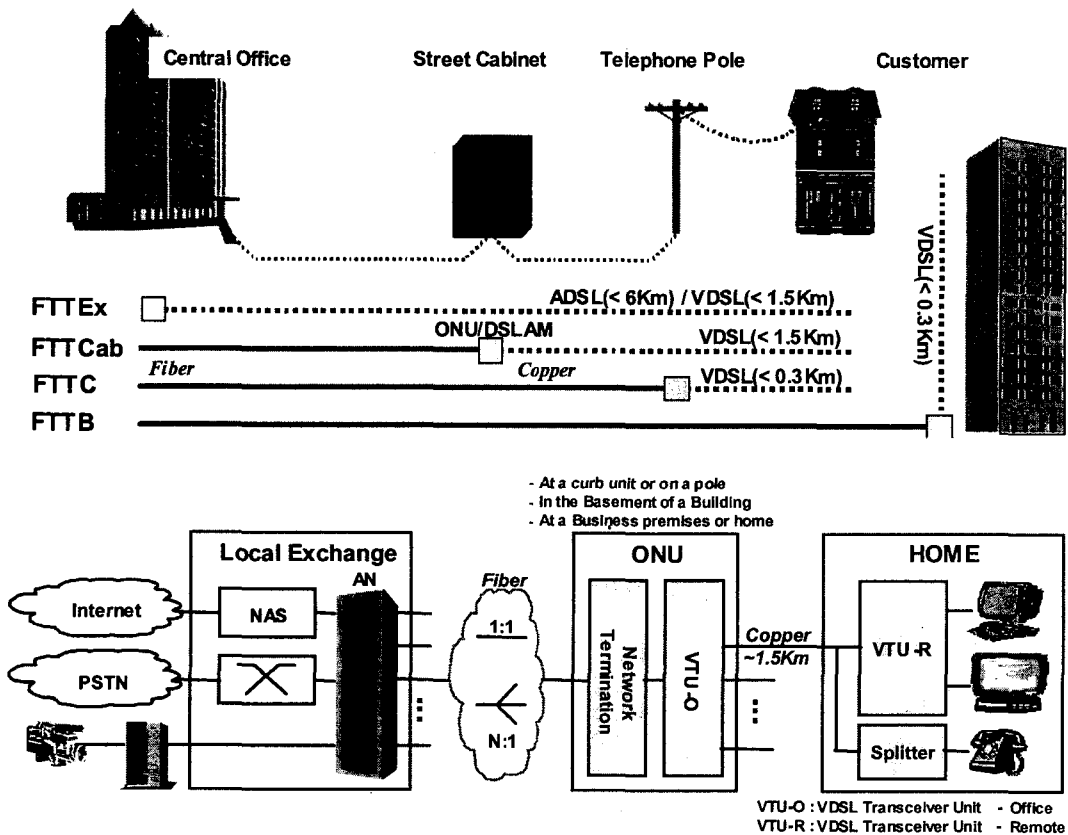 Central Office
Street Cabinet
Telephone Pole
Customer
VDSL(< 0.3Km)
FTTEx
ADSL(< 6Km) / VDSL(< 1.5Km)
ONU/DSLAM
FTTCab
VDSL(< 1.5Km)
Fiber
Copper
FTTC
VDSL(< 0.3Km)
FTTB
- At a curb unit or on a pole
- In the Basement of a Building
- At a Business premises or home
Local Exchange
AN
Fiber
ONU
HOME
Internet
NAS
1:1
Network
Termination
VTU-O
Copper
~1.5Km
VTU-R
PSTN
N:1
Splitter
VTU-O : VDSL Transceiver Unit - Office
VTU-R : VDSL Transceiver Unit - Remote